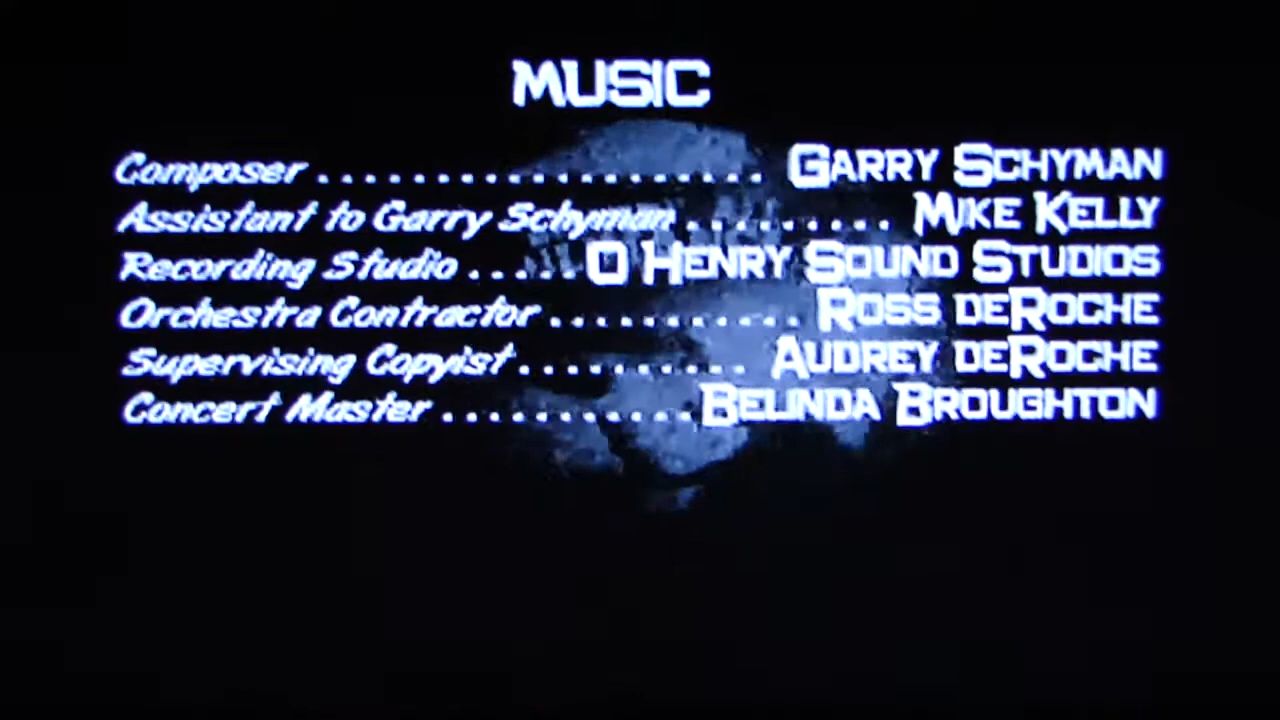 MUSIC
Composer . . . . . . . . . . . . . . . . . . . GARRY SCHYMAN
Assistant to Garry Schyman . . . . . . . . . MIKE KELLY
Recording Studio . . . . . O HENRY SOUND STUDIOS
Orchestra Contractor . . . . . . . . . . . . ROSS DEROCHE
Supervising Copyist . . . . . . . . . . . AUDREY DEROCHE
Concert Master . . . . . . . . . . . . BELINDA BROUGHTON